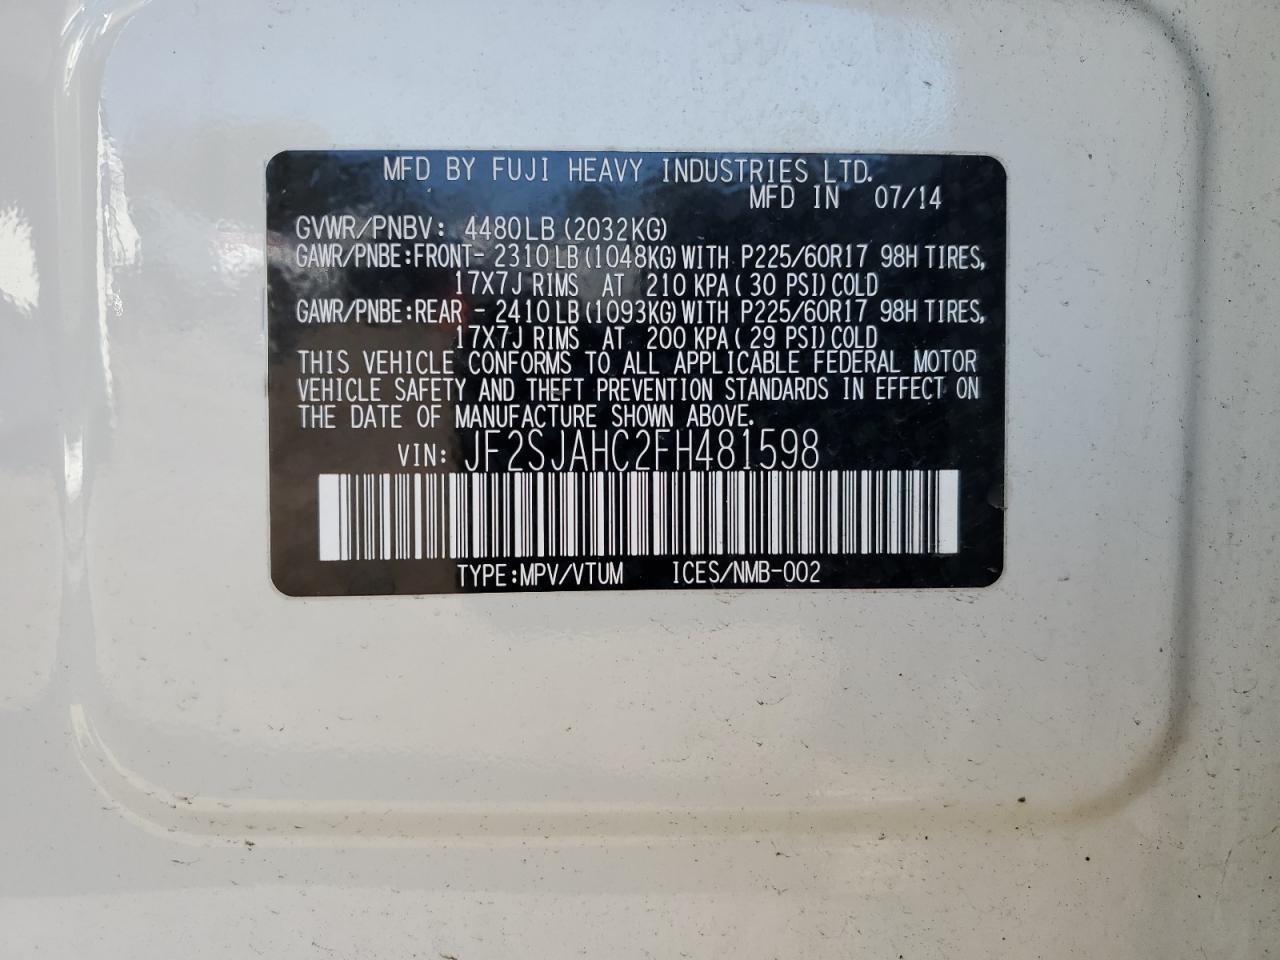 MFD BY FUJI HEAVY INDUSTRIES LTD.
MFD IN 07/14
GVWR/PNBV: 4480LB (2032KG)
GAWR/PNBE:FRONT- 2310LB (1048KG) WITH P225/60R17 98H TIRES,
17X7J RIMS AT 210 KPA ( 30 PSI) COLD
GAWR/PNBE:REAR - 2410LB (1093KG) WITH P225/60R17 98H TIRES,
17X7J RIMS AT 200 KPA ( 29 PSI) COLD
THIS VEHICLE CONFORMS TO ALL APPLICABLE FEDERAL MOTOR
VEHICLE SAFETY AND THEFT PREVENTION STANDARDS IN EFFECT ON
THE DATE OF MANUFACTURE SHOWN ABOVE.
VIN: JF2SJAHC2FH481598
TYPE:MPV/VTUM ICES/NMB-002